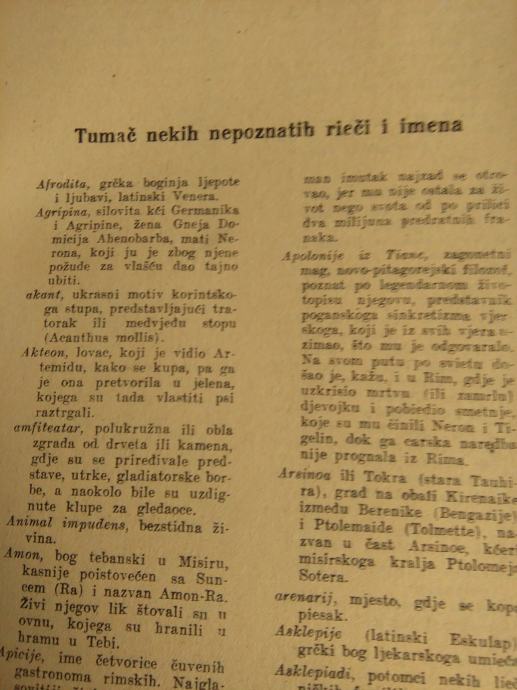 Tumač nekih nepoznatih rieči i imena
Afrodita, grčka boginja ljepote
i ljubavi, latinski Venera.
Agripina, silovita kći Germanika
i Agripine, žena Gneja Do-
micija Ahenobarba, mati Ne-
rona, koji ju je zbog njene
požude za vlašću dao tajno
ubiti.
akant, ukrasni motiv korintsko-
ga stupa, predstavljajući tra-
torak ili medvjeđu stopu
(Acanthus mollis).
Akteon, lovac, koji je vidio Ar-
temidu, kako se kupa, pa ga
je ona pretvorila u jelena,
kojega su tada vlastiti psi
raztrgali.
amfiteatar, polukružna ili obla
zgrada od drveta ili kamena,
gdje su se priređivale pred-
stave, utrke, gladiatorske bor-
be, a naokolo bile su uzdig-
nute klupe za gledaoce.
Animal impudens, bezstidna ži-
vina.
Amon, bog tebanski u Misiru,
kasnije poistovećen sa Sun-
cem (Ra) i nazvan Amon-Ra.
Živi njegov lik štovali su u
ovnu, kojega su hranili u
hramu u Tebi.
Apicije, ime četvorice čuvenih
gastronoma rimskih. Najgla-
man imutak najzad se otro-
vao, jer mu nije ostala za ži-
vot nego svota od po prilici
dva milijuna predratnih fra-
naka.
Apolonije iz Tiane, zagonetni
mag, novo-pitagorejski filozof,
poznat po legendarnom živo-
topisu njegovu, predstavnik
poganskoga sinkretizma vjer
skoga, koji je iz svih vjera u-
zimao, što mu je odgovaralo.
Na svom putu po svietu do-
šao je, kažu, i u Rim, gdje je
uzkrisio mrtvu (ili zamrlu)
djevojku i pobiedio smetnje,
koje su mu činili Neron i Ti-
gelin, dok ga carska naredba
nije prognala iz Rima.
Arsinoa ili Tokra (stara Tauhi-
ra), grad na obali Kirenaike
između Berenike (Bengazije)
i Ptolemaide (Tolmette), na-
zvan u čast Arsinoe, kćeri
misirskoga kralja Ptolomeja
Sotera.
arenarij, mjesto, gdje se kopa
piesak.
Asklepije (latinski Eskulap)
grčki bog ljekarskoga umieća
Asklepiadi, potomci nekih lieč